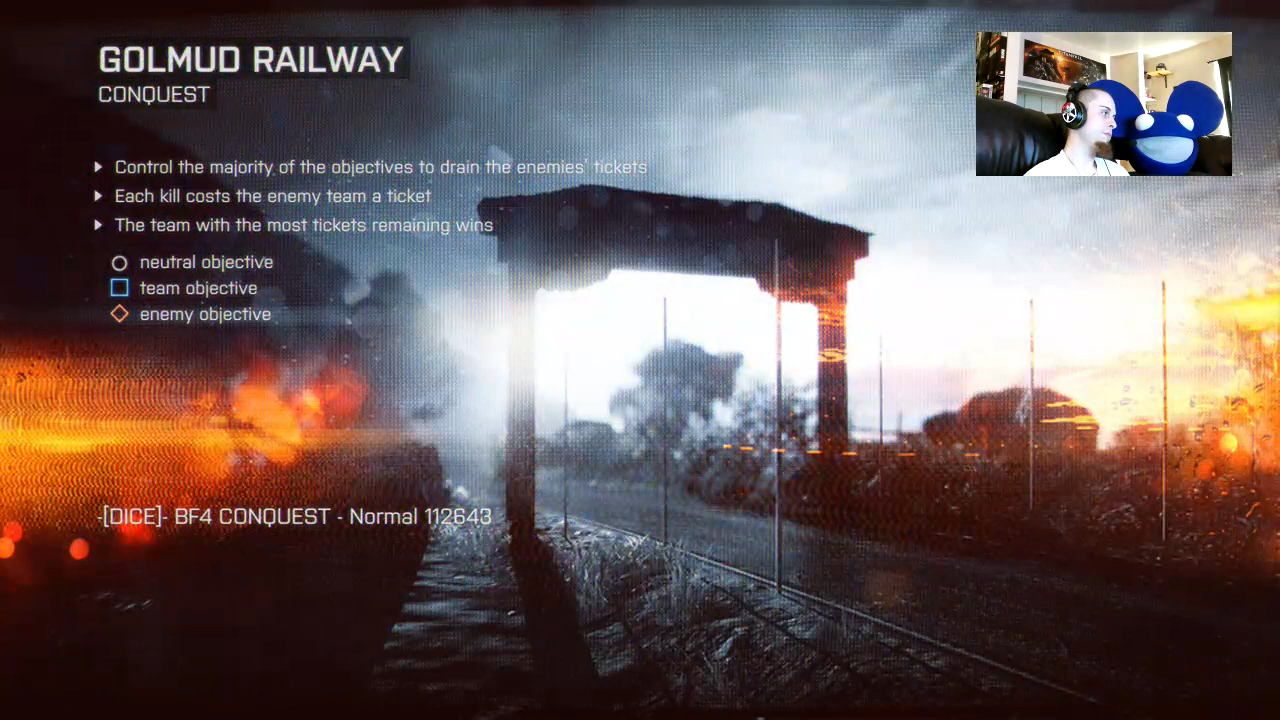 GOLMUD RAILWAY
CONQUEST
Control the majority of the objectives to drain the enemies' tickets
Each kill costs the enemy team a ticket
The team with the most tickets remaining wins
neutral objective
team objective
enemy objective
-[DICE]- BF4 CONQUEST - Normal 112643